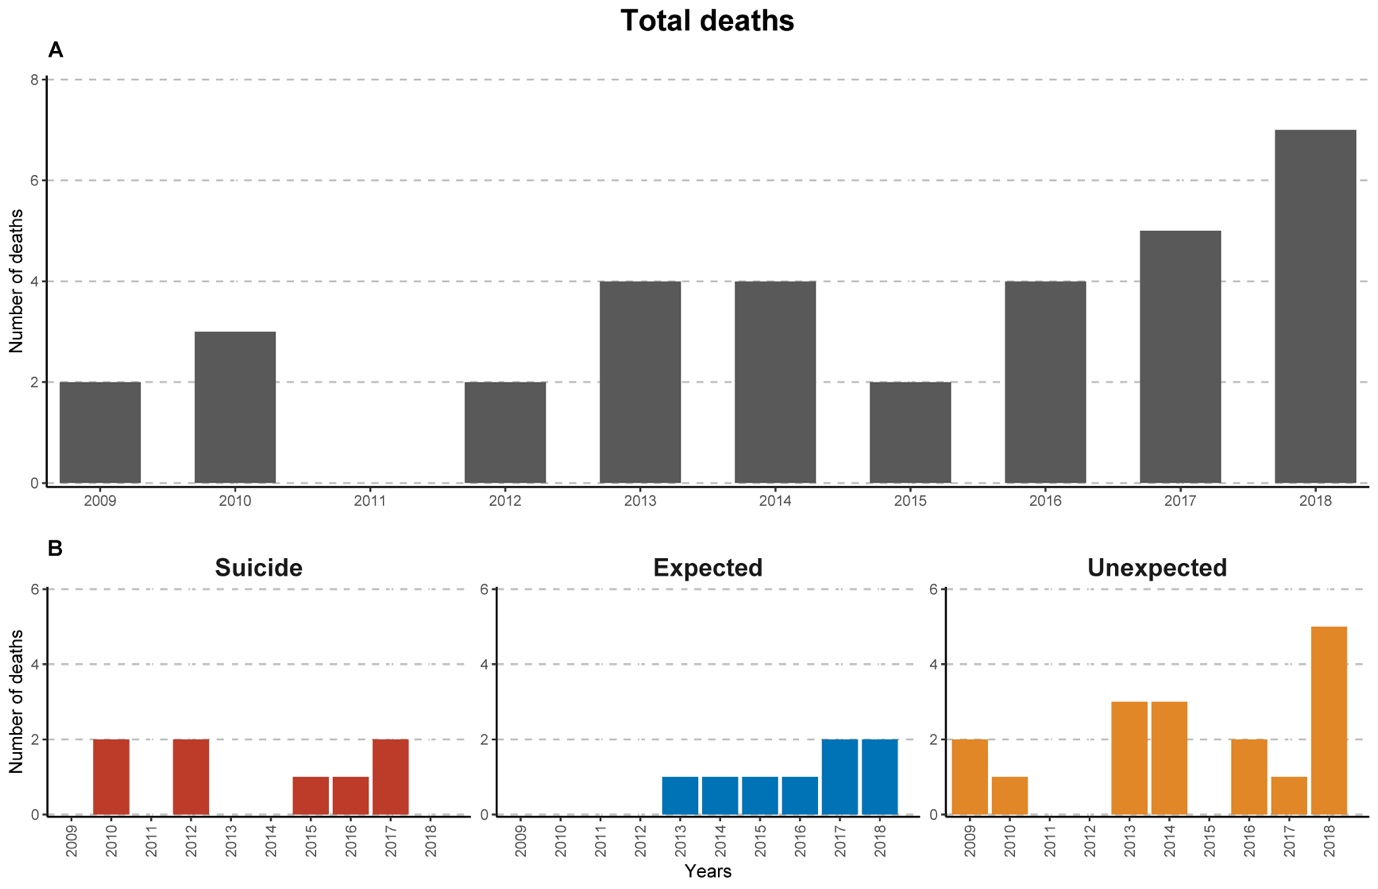 Total deaths
A
Number of deaths
8
6
4
2
0
2009 2010 2011 2012 2013 2014 2015 2016 2017 2018
B
Suicide Expected Unexpected
Number of deaths
6 6 6
4 4 4
2 2 2
0 0 0
2009 2010 2011 2012 2013 2014 2015 2016 2017 2018 2009 2010 2011 2012 2013 2014 2015 2016 2017 2018 2009 2010 2011 2012 2013 2014 2015 2016 2017 2018
Years